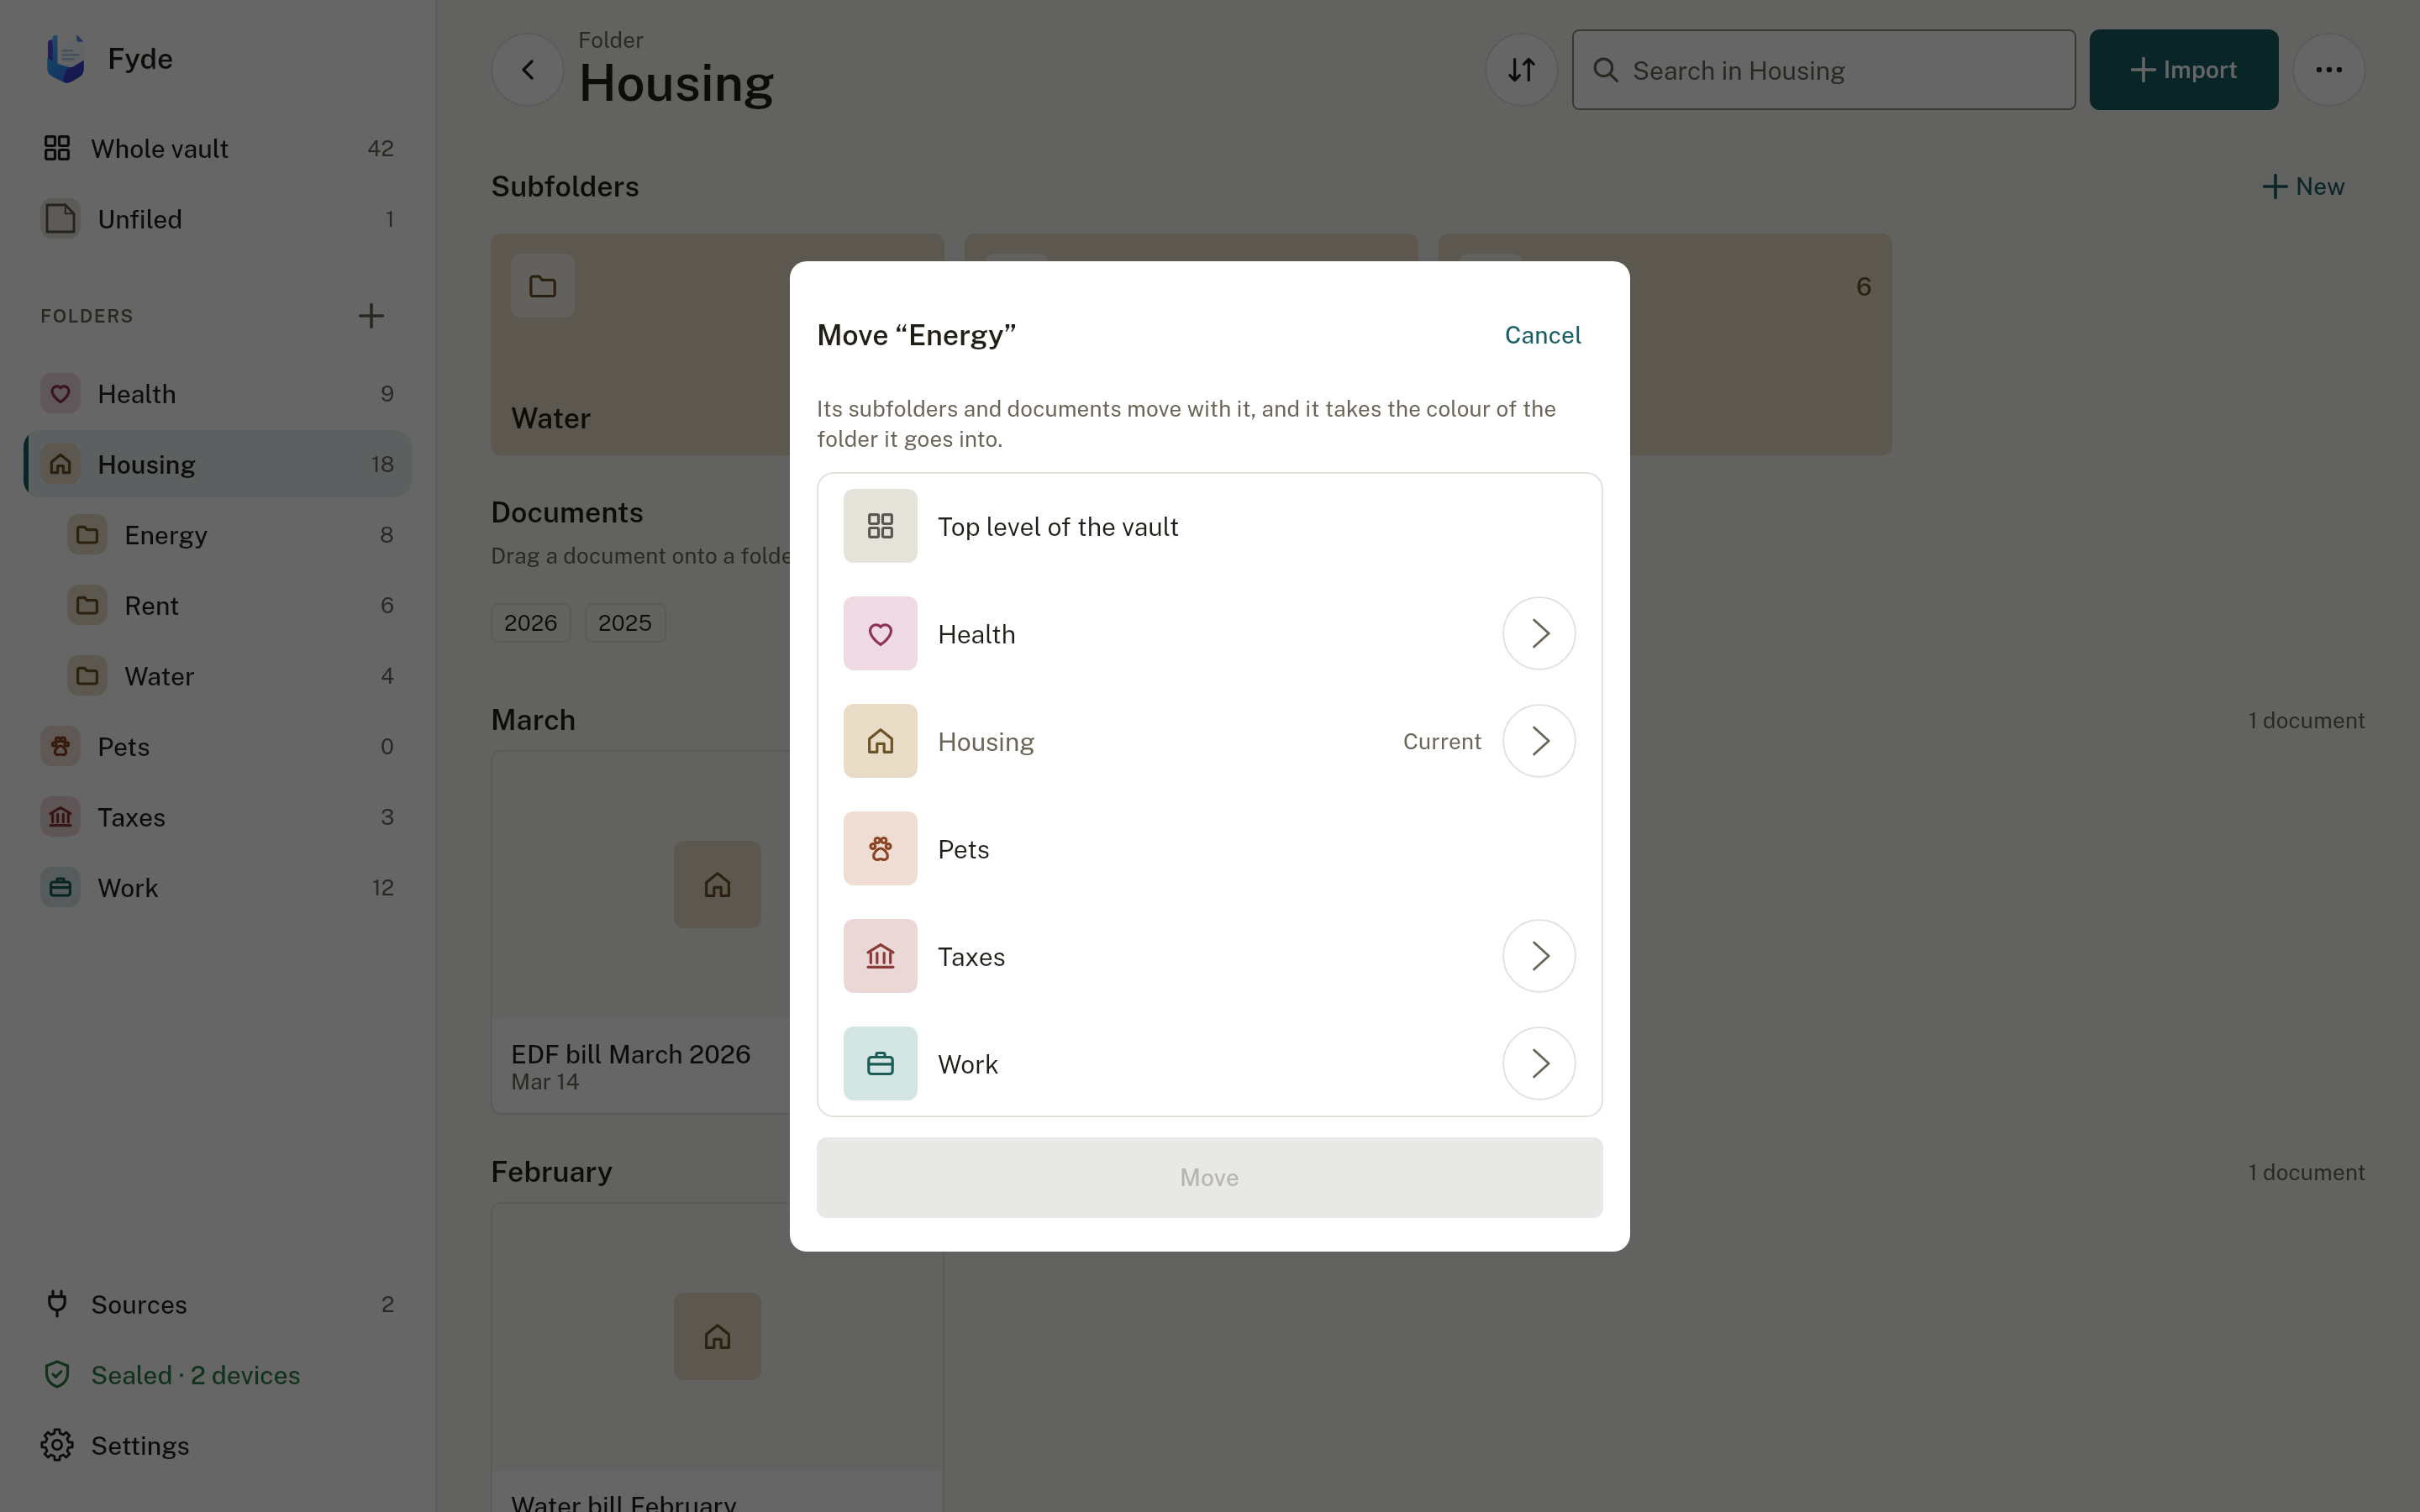 Fyde
Whole vault 42
Unfiled 1
FOLDERS
Health 9
Housing 18
Energy 8
Rent 6
Water 4
Pets 0
Taxes 3
Work 12
Sources 2
Sealed · 2 devices
Settings
Folder
Housing
Search in Housing
Import
Subfolders
New
Water
6
Documents
Drag a document onto a folde
2026 2025
March
1 document
EDF bill March 2026
Mar 14
February
1 document
Water bill February
Move “Energy”
Cancel
Its subfolders and documents move with it, and it takes the colour of the
folder it goes into.
Top level of the vault
Health
Housing Current
Pets
Taxes
Work
Move